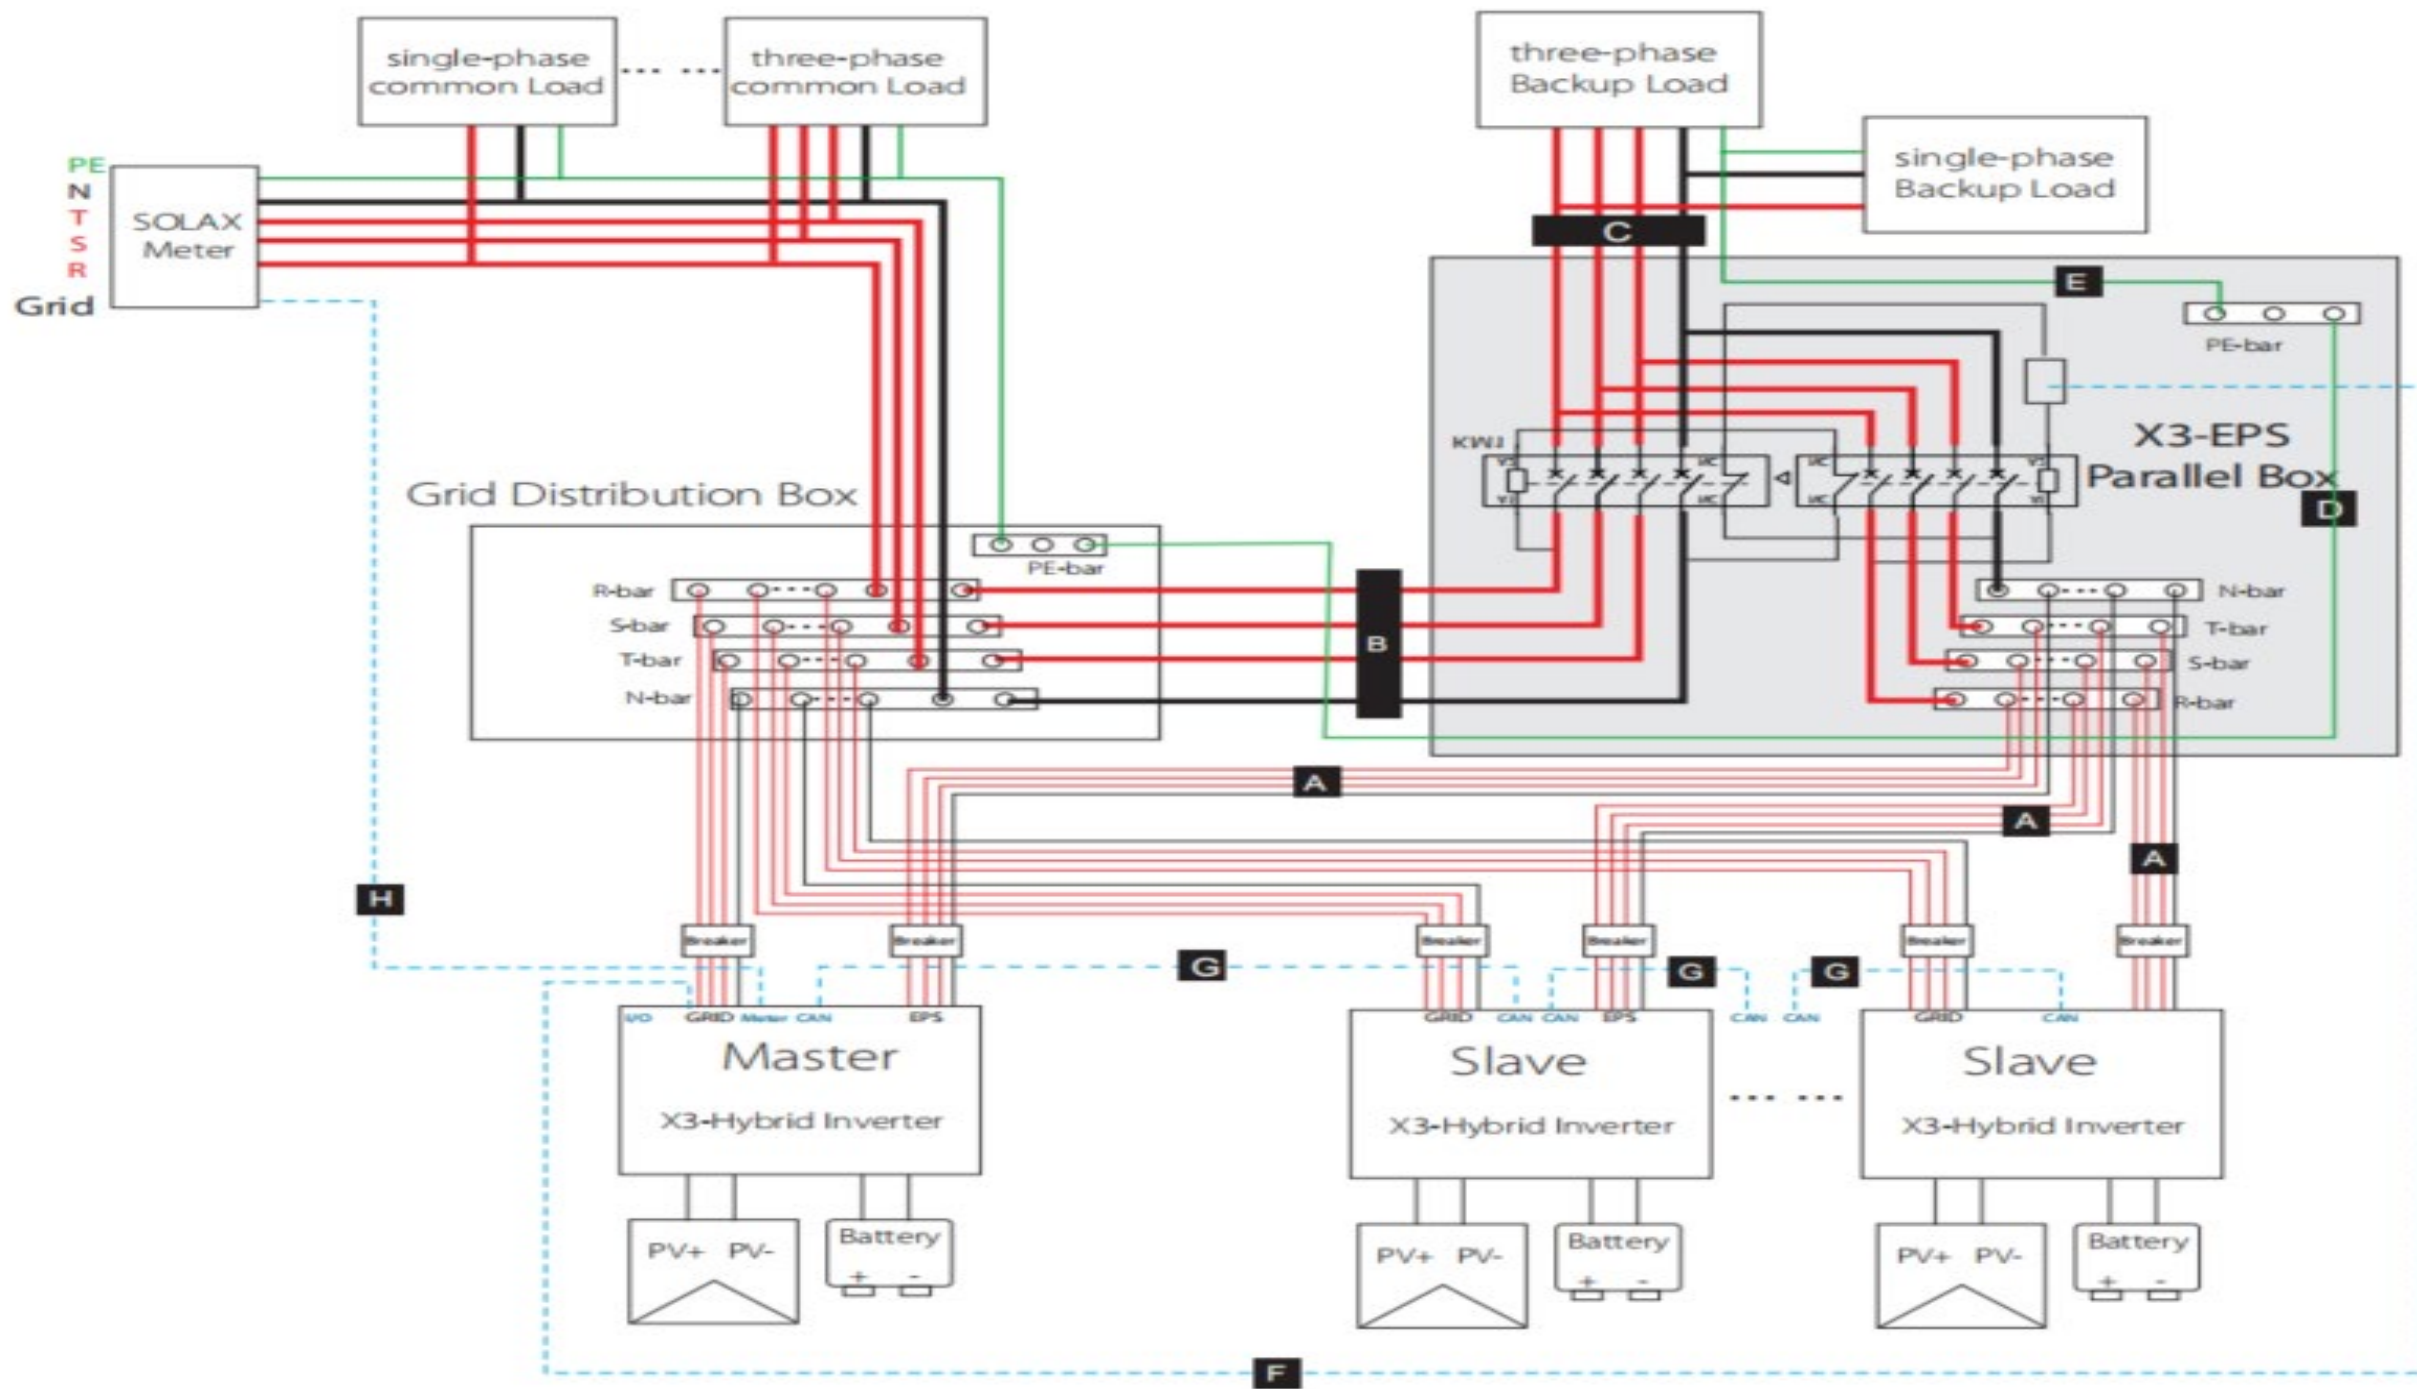 single-phase
common Load
three-phase
common Load
three-phase
Backup Load
single-phase
Backup Load
PE
N
T
S
R
Grid
SOLAX
Meter
C
E
PE-bar
KM1
X3-EPS
Parallel Box
D
Grid Distribution Box
PE-bar
R-bar
S-bar
T-bar
N-bar
B
N-bar
T-bar
S-bar
R-bar
A
A
A
H
Breaker
Breaker
Breaker
Breaker
Breaker
Breaker
G
G
G
I/O
GRID
Meter
CAN
EPS
GRID
CAN
CAN
EPS
CAN
CAN
GRID
CAN
Master
X3-Hybrid Inverter
Slave
X3-Hybrid Inverter
Slave
X3-Hybrid Inverter
PV+ PV-
Battery
+ -
PV+ PV-
Battery
+ -
PV+ PV-
Battery
+ -
F